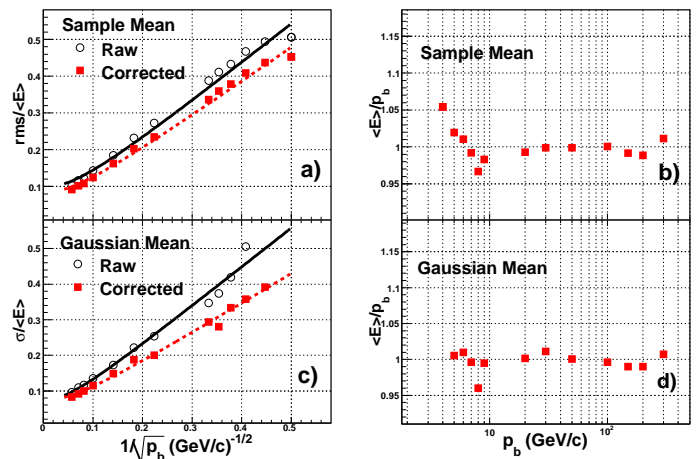 Sample Mean
Raw
Corrected
a)
rms/<E>
0.5
0.4
0.3
0.2
0.1
Gaussian Mean
Raw
Corrected
c)
σ/<E>
0.5
0.4
0.3
0.2
0.1
0
0.1
0.2
0.3
0.4
0.5
1/√p_b (GeV/c)^-1/2
Sample Mean
b)
<E>/p_b
1.15
1.1
1.05
1
0.95
Gaussian Mean
d)
<E>/p_b
1.15
1.1
1.05
1
0.95
10
10^2
p_b (GeV/c)